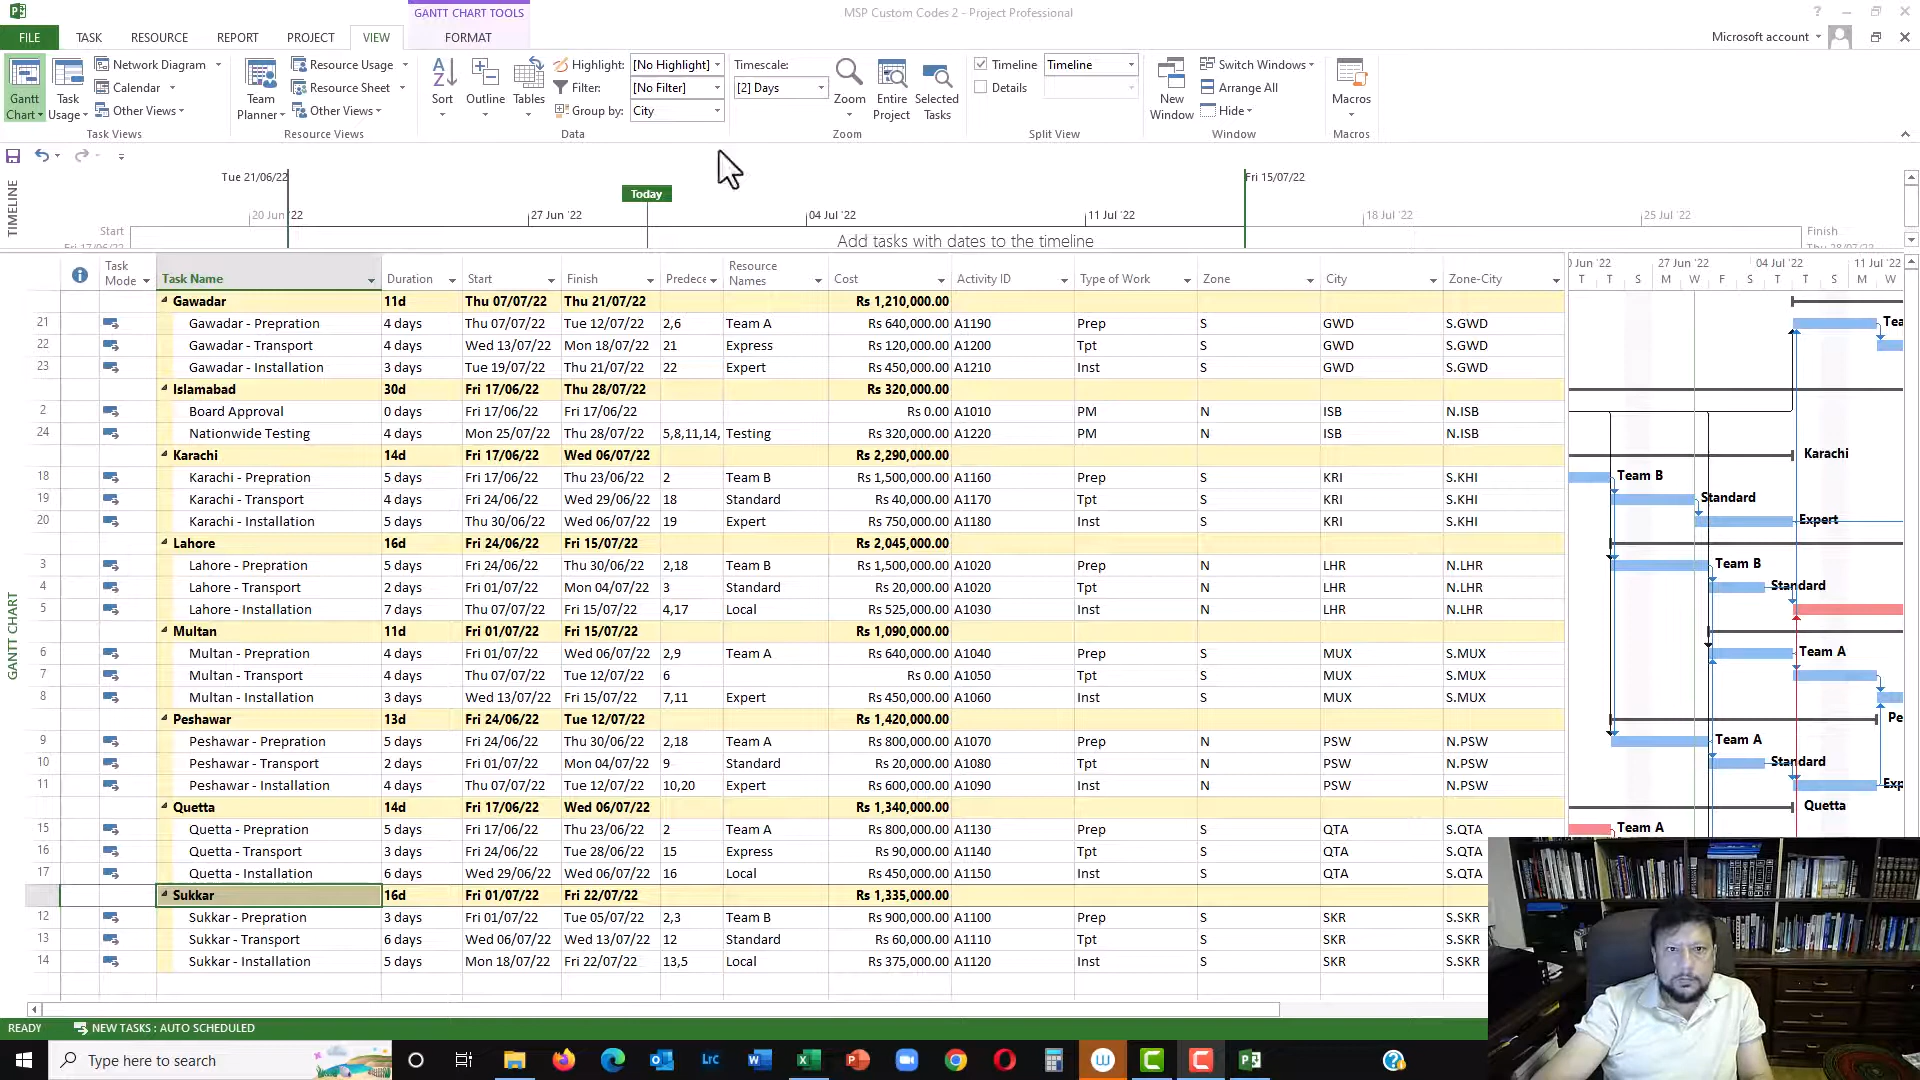 GANTT CHART TOOLS
MSP Custom Codes 2 - Project Professional
FILE TASK RESOURCE REPORT PROJECT VIEW FORMAT Microsoft account
Gantt Chart
Task Usage
Network Diagram
Calendar
Other Views
Task Views
Team Planner
Resource Usage
Resource Sheet
Other Views
Resource Views
Sort Outline Tables
Highlight: [No Highlight]
Filter: [No Filter]
Group by: City
Data
Timescale:
[2] Days
Zoom
Entire Project
Selected Tasks
Zoom
Timeline Timeline
Details
Split View
New Window
Switch Windows
Arrange All
Hide
Window
Macros
Macros
TIMELINE
Tue 21/06/22 Fri 15/07/22
Today
20 Jun '22 27 Jun '22 04 Jul '22 11 Jul '22 18 Jul '22 25 Jul '22
Start Finish
Fri 17/06/22 Thu 28/07/22
Add tasks with dates to the timeline
GANTT CHART
Task Mode Task Name Duration Start Finish Predece Resource Names Cost Activity ID Type of Work Zone City Zone-City
Jun '22 27 Jun '22 04 Jul '22 11 Jul '22
T T S M W F S T T S M W
Gawadar 11d Thu 07/07/22 Thu 21/07/22 Rs 1,210,000.00
21 Gawadar - Prepration 4 days Thu 07/07/22 Tue 12/07/22 2,6 Team A Rs 640,000.00 A1190 Prep S GWD S.GWD
22 Gawadar - Transport 4 days Wed 13/07/22 Mon 18/07/22 21 Express Rs 120,000.00 A1200 Tpt S GWD S.GWD
23 Gawadar - Installation 3 days Tue 19/07/22 Thu 21/07/22 22 Expert Rs 450,000.00 A1210 Inst S GWD S.GWD
Islamabad 30d Fri 17/06/22 Thu 28/07/22 Rs 320,000.00
2 Board Approval 0 days Fri 17/06/22 Fri 17/06/22 Rs 0.00 A1010 PM N ISB N.ISB
24 Nationwide Testing 4 days Mon 25/07/22 Thu 28/07/22 5,8,11,14, Testing Rs 320,000.00 A1220 PM N ISB N.ISB
Karachi 14d Fri 17/06/22 Wed 06/07/22 Rs 2,290,000.00 Karachi
18 Karachi - Prepration 5 days Fri 17/06/22 Thu 23/06/22 2 Team B Rs 1,500,000.00 A1160 Prep S KRI S.KHI Team B
19 Karachi - Transport 4 days Fri 24/06/22 Wed 29/06/22 18 Standard Rs 40,000.00 A1170 Tpt S KRI S.KHI Standard
20 Karachi - Installation 5 days Thu 30/06/22 Wed 06/07/22 19 Expert Rs 750,000.00 A1180 Inst S KRI S.KHI Expert
Lahore 16d Fri 24/06/22 Fri 15/07/22 Rs 2,045,000.00
3 Lahore - Prepration 5 days Fri 24/06/22 Thu 30/06/22 2,18 Team B Rs 1,500,000.00 A1020 Prep N LHR N.LHR Team B
4 Lahore - Transport 2 days Fri 01/07/22 Mon 04/07/22 3 Standard Rs 20,000.00 A1020 Tpt N LHR N.LHR Standard
5 Lahore - Installation 7 days Thu 07/07/22 Fri 15/07/22 4,17 Local Rs 525,000.00 A1030 Inst N LHR N.LHR
Multan 11d Fri 01/07/22 Fri 15/07/22 Rs 1,090,000.00
6 Multan - Prepration 4 days Fri 01/07/22 Wed 06/07/22 2,9 Team A Rs 640,000.00 A1040 Prep S MUX S.MUX Team A
7 Multan - Transport 4 days Thu 07/07/22 Tue 12/07/22 6 Rs 0.00 A1050 Tpt S MUX S.MUX
8 Multan - Installation 3 days Wed 13/07/22 Fri 15/07/22 7,11 Expert Rs 450,000.00 A1060 Inst S MUX S.MUX
Peshawar 13d Fri 24/06/22 Tue 12/07/22 Rs 1,420,000.00 Pe
9 Peshawar - Prepration 5 days Fri 24/06/22 Thu 30/06/22 2,18 Team A Rs 800,000.00 A1070 Prep N PSW N.PSW Team A
10 Peshawar - Transport 2 days Fri 01/07/22 Mon 04/07/22 9 Standard Rs 20,000.00 A1080 Tpt N PSW N.PSW Standard
11 Peshawar - Installation 5 days Thu 07/07/22 Tue 12/07/22 10,20 Expert Rs 600,000.00 A1090 Inst N PSW N.PSW Exp
Quetta 14d Fri 17/06/22 Wed 06/07/22 Rs 1,340,000.00 Quetta
15 Quetta - Prepration 5 days Fri 17/06/22 Thu 23/06/22 2 Team A Rs 800,000.00 A1130 Prep S QTA S.QTA Team A
16 Quetta - Transport 3 days Fri 24/06/22 Tue 28/06/22 15 Express Rs 90,000.00 A1140 Tpt S QTA S.QTA
17 Quetta - Installation 6 days Wed 29/06/22 Wed 06/07/22 16 Local Rs 450,000.00 A1150 Inst S QTA S.QTA
Sukkar 16d Fri 01/07/22 Fri 22/07/22 Rs 1,335,000.00
12 Sukkar - Prepration 3 days Fri 01/07/22 Tue 05/07/22 2,3 Team B Rs 900,000.00 A1100 Prep S SKR S.SKR
13 Sukkar - Transport 6 days Wed 06/07/22 Wed 13/07/22 12 Standard Rs 60,000.00 A1110 Tpt S SKR S.SKR
14 Sukkar - Installation 5 days Mon 18/07/22 Fri 22/07/22 13,5 Local Rs 375,000.00 A1120 Inst S SKR S.SKR
READY NEW TASKS : AUTO SCHEDULED
Type here to search
Lrc